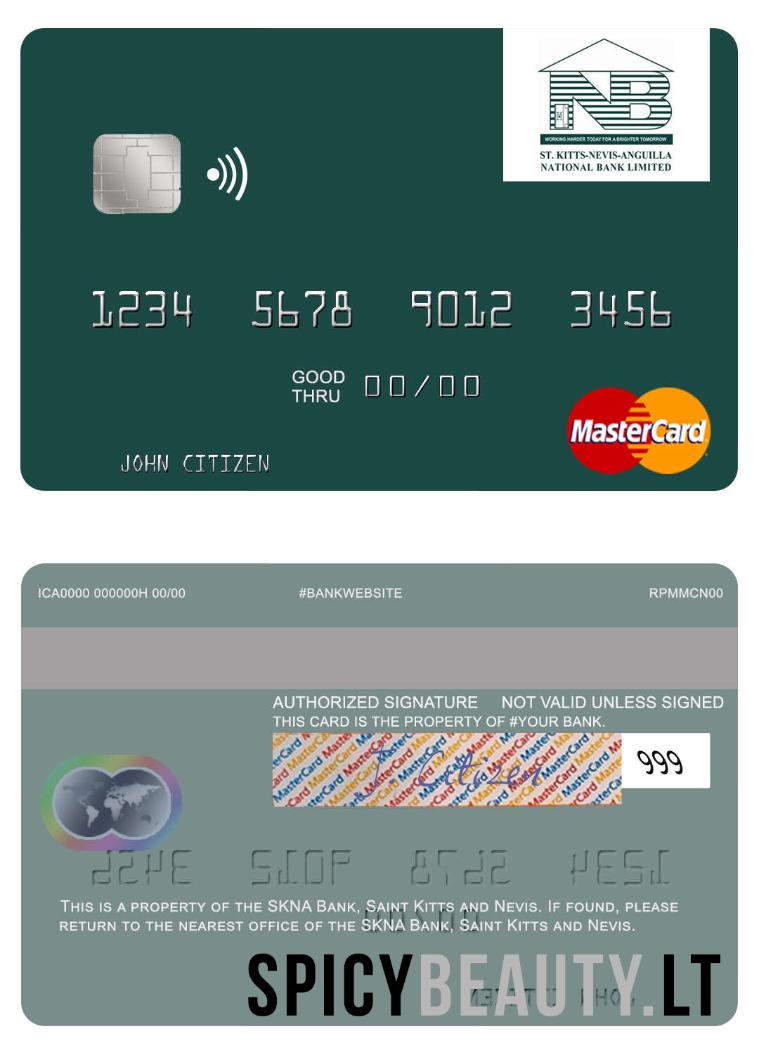 WORKING HARDER TODAY FOR A BRIGHTER TOMORROW
ST. KITTS-NEVIS-ANGUILLA
NATIONAL BANK LIMITED
1234 5678 9012 3456
GOOD THRU 00/00
MasterCard
JOHN CITIZEN
ICA0000 000000H 00/00 #BANKWEBSITE RPMMCN00
AUTHORIZED SIGNATURE NOT VALID UNLESS SIGNED
THIS CARD IS THE PROPERTY OF #YOUR BANK.
J Citizen 999
THIS IS A PROPERTY OF THE SKNA BANK, SAINT KITTS AND NEVIS. IF FOUND, PLEASE
RETURN TO THE NEAREST OFFICE OF THE SKNA BANK, SAINT KITTS AND NEVIS.
SPICYBEAUTY.LT